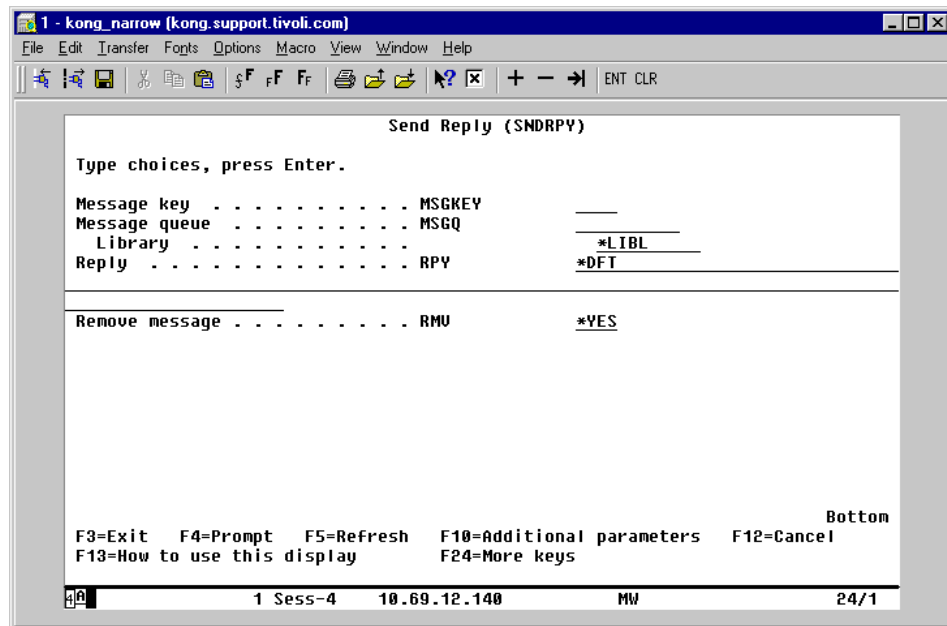 1 - kong_narrow (kong.support.tivoli.com)
File Edit Transfer Fonts Options Macro View Window Help
ENT CLR
Send Reply (SNDRPY)
Type choices, press Enter.
Message key . . . . . . . . . . MSGKEY
Message queue . . . . . . . . . MSGQ
Library . . . . . . . . . . . *LIBL
Reply . . . . . . . . . . . . . RPY *DFT
Remove message . . . . . . . . . RMV *YES
Bottom
F3=Exit F4=Prompt F5=Refresh F10=Additional parameters F12=Cancel
F13=How to use this display F24=More keys
4A 1 Sess-4 10.69.12.140 MW 24/1